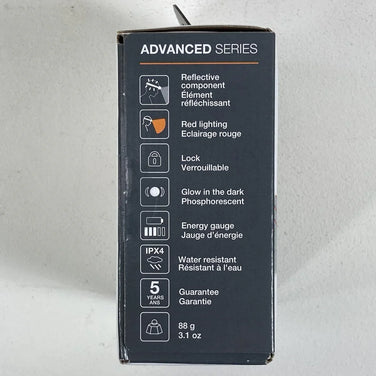 ADVANCED SERIES
Reflective
component
Élément
réfléchissant
Red lighting
Eclairage rouge
Lock
Verrouillable
Glow in the dark
Phosphorescent
Energy gauge
Jauge d'énergie
IPX4
Water resistant
Résistant à l'eau
5
YEARS
ANS
Guarantee
Garantie
88 g
3.1 oz